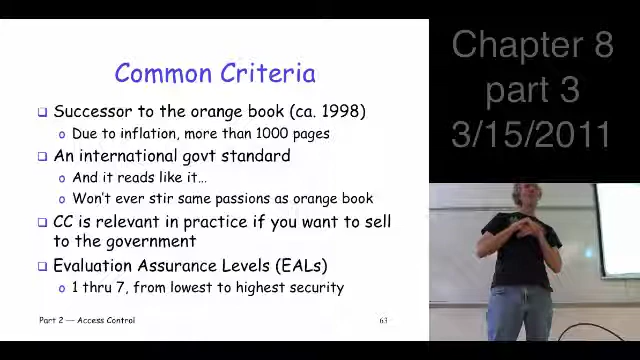 Common Criteria
Successor to the orange book (ca. 1998)
Due to inflation, more than 1000 pages
An international govt standard
And it reads like it…
Won't ever stir same passions as orange book
CC is relevant in practice if you want to sell
to the government
Evaluation Assurance Levels (EALs)
1 thru 7, from lowest to highest security
Part 2 — Access Control
63
Chapter 8
part 3
3/15/2011